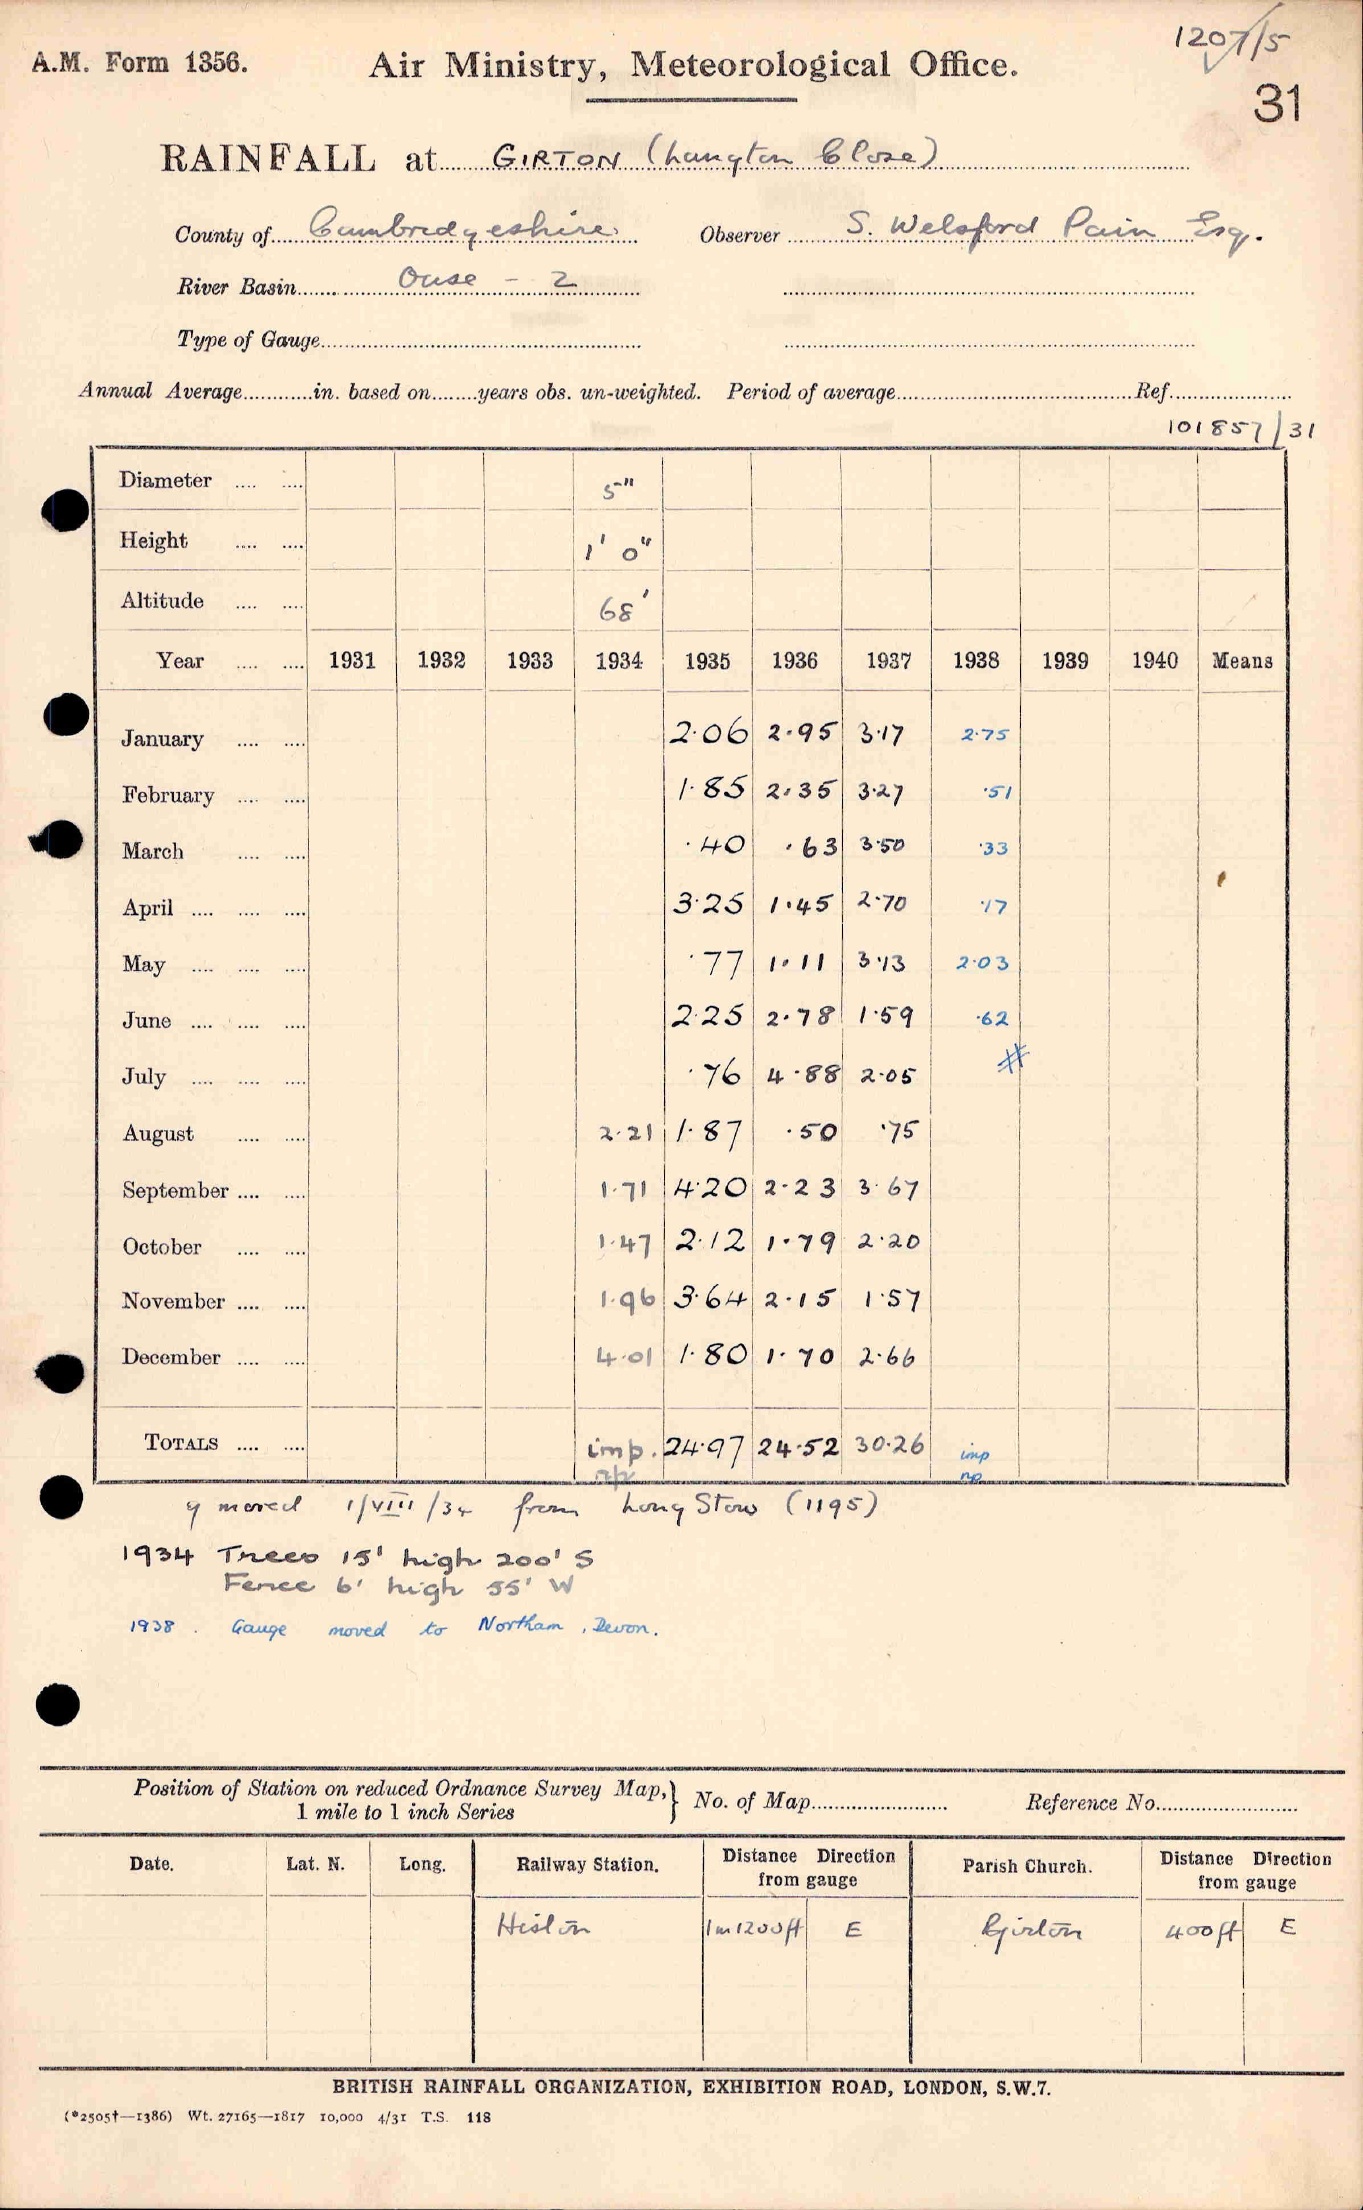 1207/5
A.M. Form 1356.
Air Ministry, Meteorological Office.
31
RAINFALL at GIRTON (Langton Close)
County of Cambridgeshire Observer S. Welsford Pain Esq.
River Basin Ouse - 2
Type of Gauge
Annual Average in. based on years obs. un-weighted. Period of average Ref.
101857/31
Diameter 5"
Height 1' 0"
Altitude 68'
Year 1931 1932 1933 1934 1935 1936 1937 1938 1939 1940 Means
January 2·06 2·95 3·17 2·75
February 1·85 2·35 3·27 ·51
March ·40 ·63 3·50 ·33
April 3·25 1·45 2·70 ·17
May ·77 1·11 3·13 2·03
June 2·25 2·78 1·59 ·62
July ·76 4·88 2·05 #
August 2·21 1·87 ·50 ·75
September 1·71 4·20 2·23 3·67
October 1·47 2·12 1·79 2·20
November 1·96 3·64 2·15 1·57
December 4·01 1·80 1·70 2·66
TOTALS imp. 24·97 24·52 30·26 imp
np np
g moved 1/VIII/34 from Long Stow (1195)
1934 Trees 15' high 200' S
Fence 6' high 55' W
1938. Gauge moved to Northam, Devon.
Position of Station on reduced Ordnance Survey Map, } No. of Map Reference No.
1 mile to 1 inch Series
Date. Lat. N. Long. Railway Station. Distance Direction from gauge Parish Church. Distance Direction from gauge
Histon 1m 1200ft E Girton 400ft E
BRITISH RAINFALL ORGANIZATION, EXHIBITION ROAD, LONDON, S.W.7.
(*2505†—1386) Wt. 27165—1817 10,000 4/31 T.S. 118